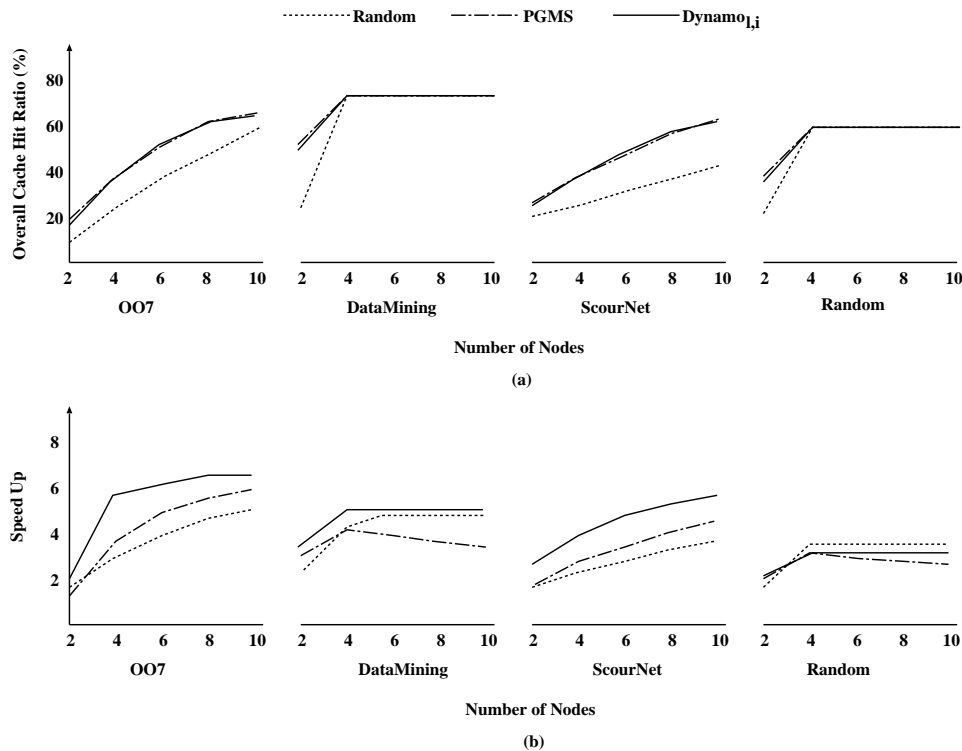 Random PGMS Dynamo l,i
Overall Cache Hit Ratio (%)
80
60
40
20
2 4 6 8 10 2 4 6 8 10 2 4 6 8 10 2 4 6 8 10
OO7 DataMining ScourNet Random
Number of Nodes
(a)
Speed Up
8
6
4
2
2 4 6 8 10 2 4 6 8 10 2 4 6 8 10 2 4 6 8 10
OO7 DataMining ScourNet Random
Number of Nodes
(b)